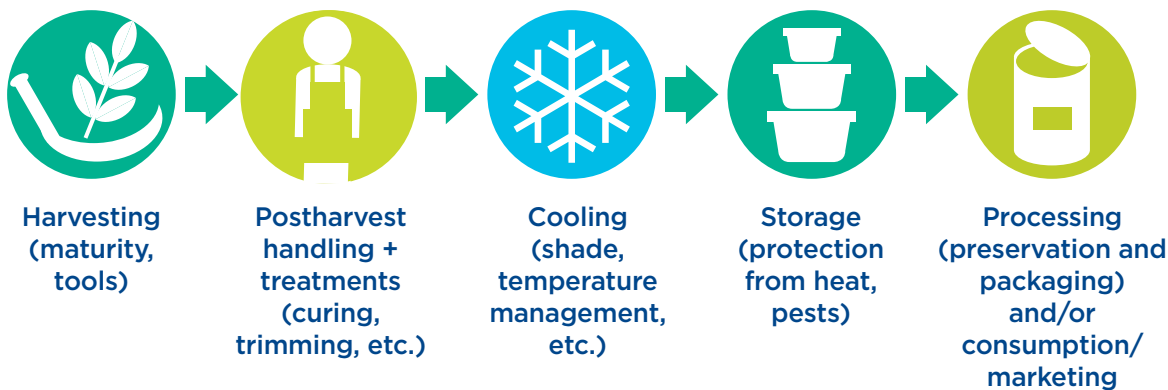 Harvesting
(maturity,
tools)
Postharvest
handling +
treatments
(curing,
trimming, etc.)
Cooling
(shade,
temperature
management,
etc.)
Storage
(protection
from heat,
pests)
Processing
(preservation and
packaging)
and/or
consumption/
marketing